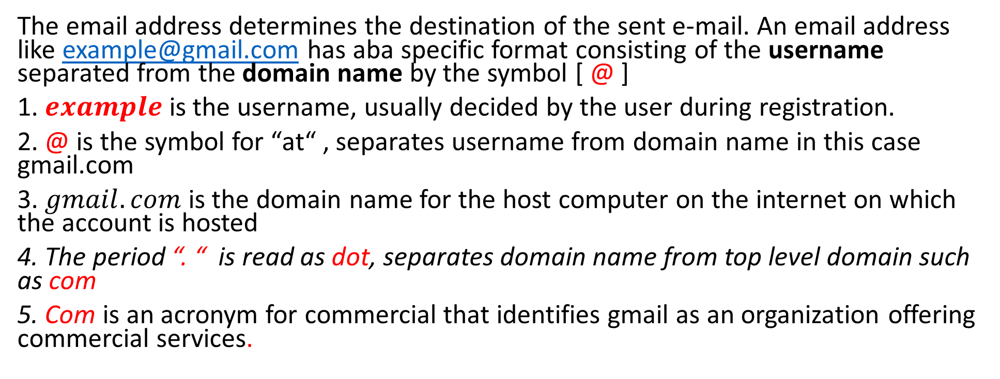 The email address determines the destination of the sent e-mail. An email address
like example@gmail.com has aba specific format consisting of the username
separated from the domain name by the symbol [ @ ]
1. example is the username, usually decided by the user during registration.
2. @ is the symbol for “at“ , separates username from domain name in this case
gmail.com
3. gmail.com is the domain name for the host computer on the internet on which
the account is hosted
4. The period “. “ is read as dot, separates domain name from top level domain such
as com
5. Com is an acronym for commercial that identifies gmail as an organization offering
commercial services.